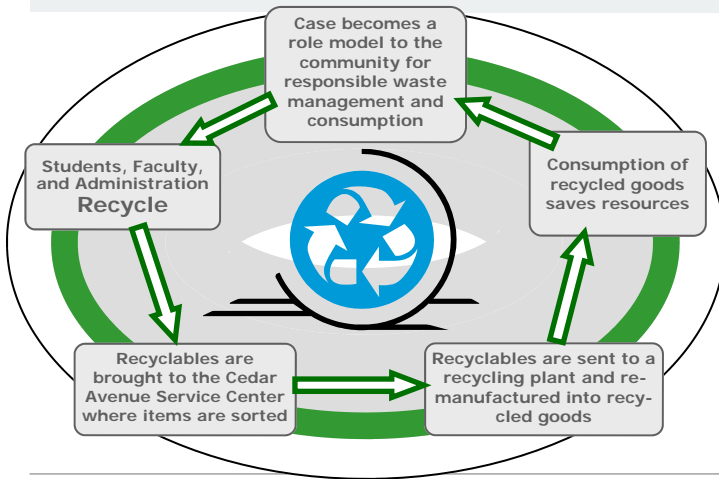 Case becomes a
role model to the
community for
responsible waste
management and
consumption
Students, Faculty,
and Administration
Recycle
Consumption of
recycled goods
saves resources
Recyclables are
brought to the Cedar
Avenue Service Center
where items are sorted
Recyclables are sent to a
recycling plant and re-
manufactured into recy-
cled goods